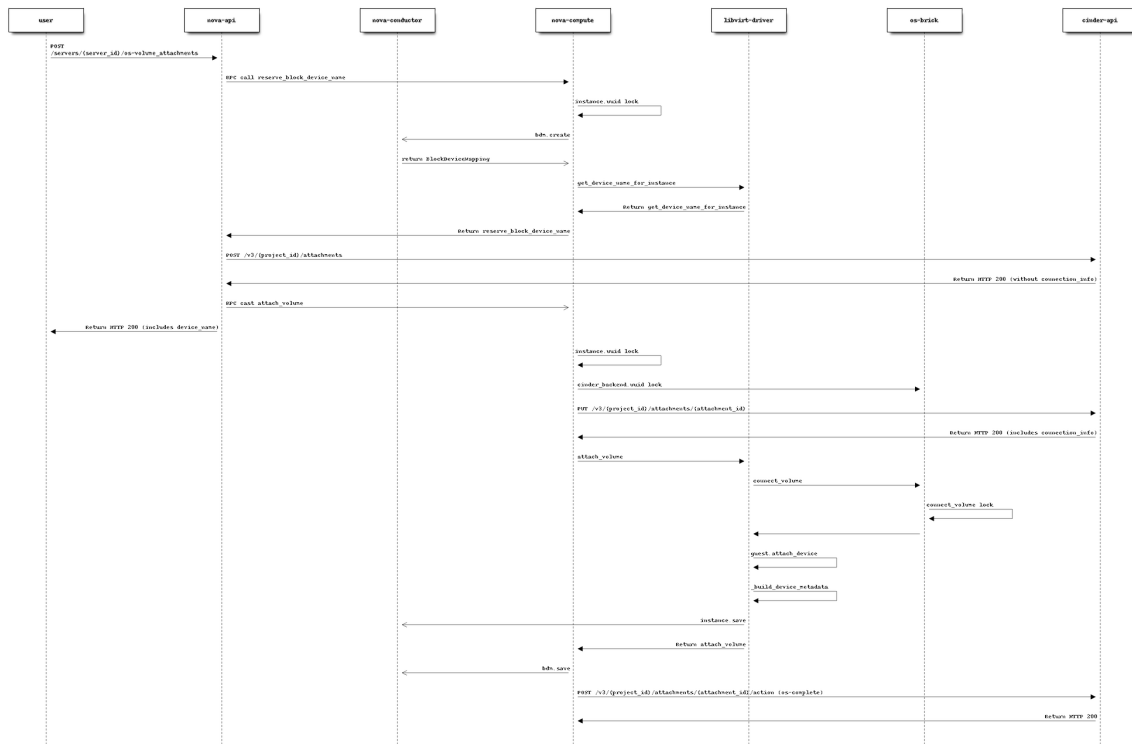 user
nova-api
nova-conductor
nova-compute
libvirt-driver
os-brick
cinder-api
POST
/servers/{server_id}/os-volume_attachments
RPC call reserve_block_device_name
instance.uuid lock
bdm.create
return BlockDeviceMapping
get_device_name_for_instance
Return get_device_name_for_instance
Return reserve_block_device_name
POST /v3/{project_id}/attachments
Return HTTP 200 (without connection_info)
RPC cast attach_volume
Return HTTP 200 (includes device_name)
instance.uuid lock
cinder_backend.uuid lock
PUT /v3/{project_id}/attachments/{attachment_id}
Return HTTP 200 (includes connection_info)
attach_volume
connect_volume
connect_volume lock
guest.attach_device
_build_device_metadata
instance.save
Return attach_volume
bdm.save
POST /v3/{project_id}/attachments/{attachment_id}/action (os-complete)
Return HTTP 200